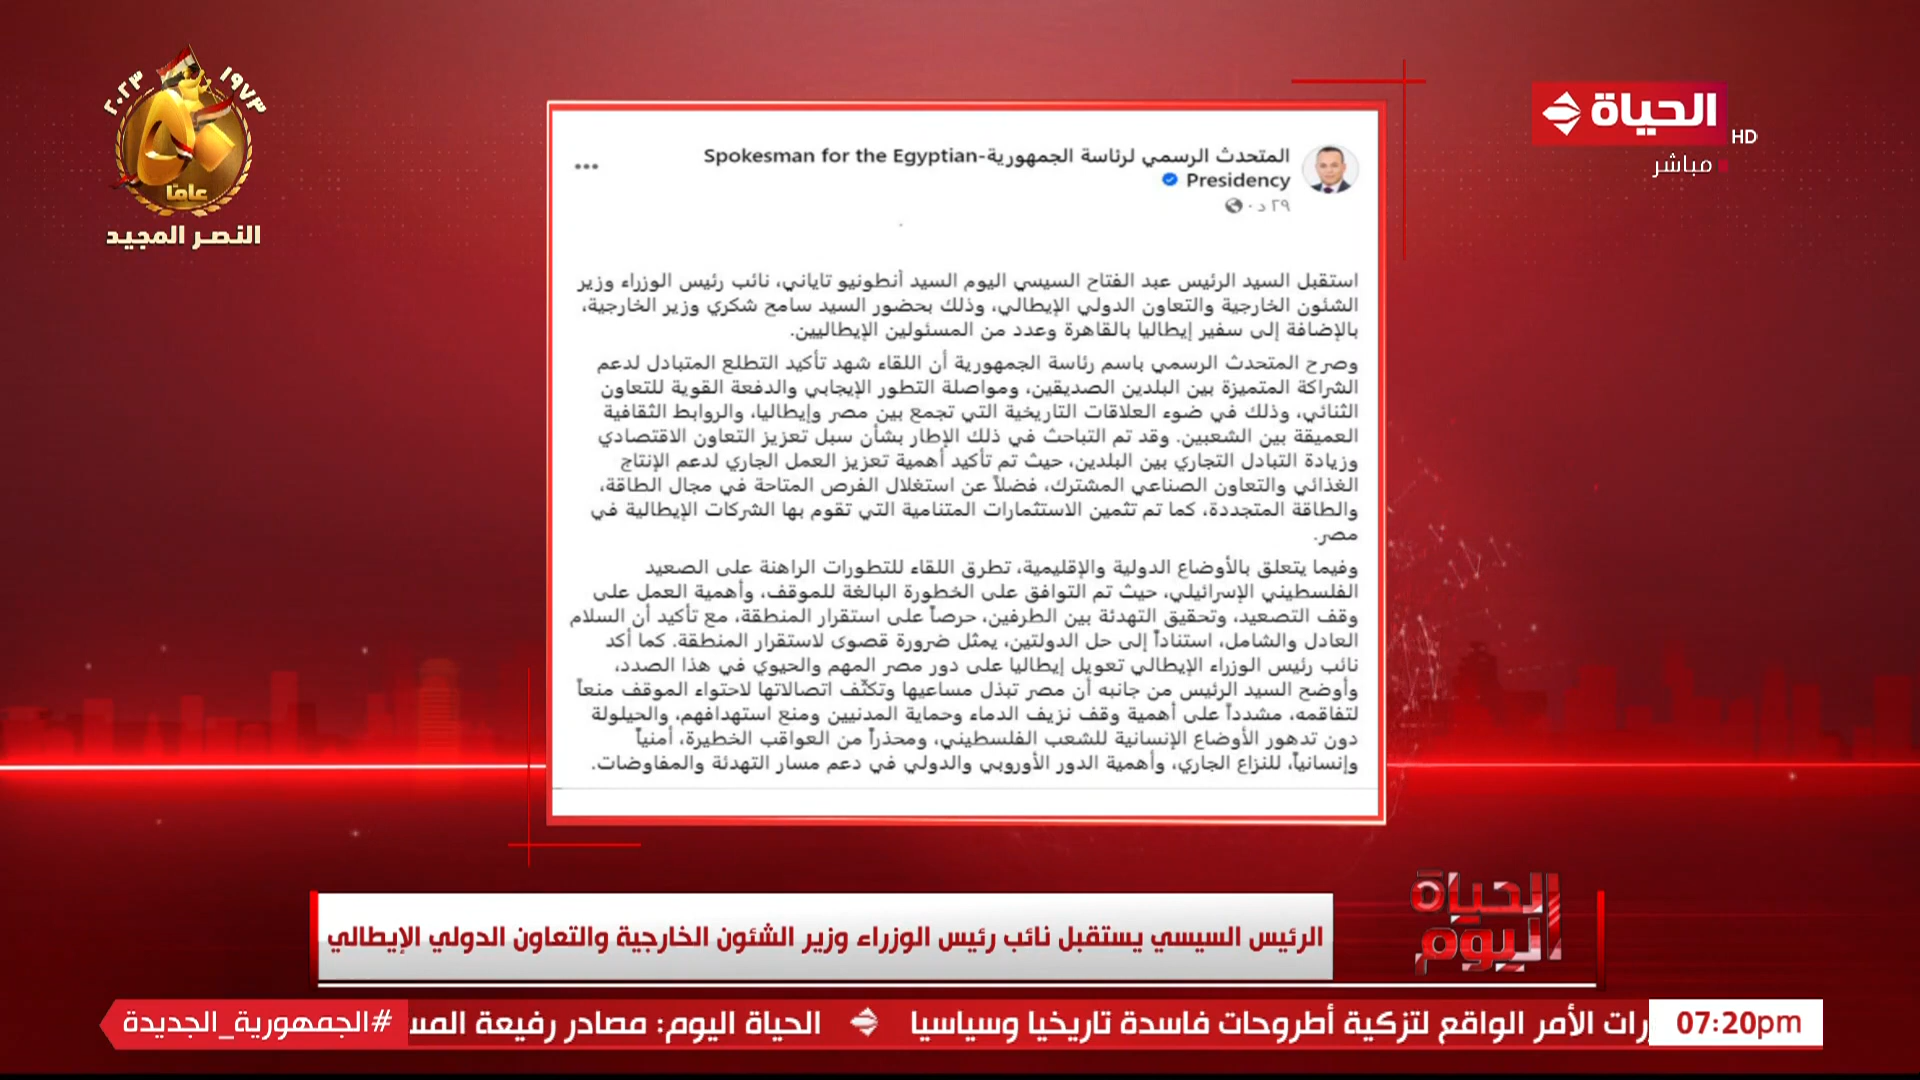 ١٩٧٣
٢٠٢٣
٥٠
عامًا
النصر المجيد
الحياة
HD
مباشر
المتحدث الرسمي لرئاسة الجمهورية-Spokesman for the Egyptian
Presidency
٢٩ د ·
استقبل السيد الرئيس عبد الفتاح السيسي اليوم السيد أنطونيو تاياني، نائب رئيس الوزراء وزير
الشئون الخارجية والتعاون الدولي الإيطالي، وذلك بحضور السيد سامح شكري وزير الخارجية،
بالإضافة إلى سفير إيطاليا بالقاهرة وعدد من المسئولين الإيطاليين.
وصرح المتحدث الرسمي باسم رئاسة الجمهورية أن اللقاء شهد تأكيد التطلع المتبادل لدعم
الشراكة المتميزة بين البلدين الصديقين، ومواصلة التطور الإيجابي والدفعة القوية للتعاون
الثنائي، وذلك في ضوء العلاقات التاريخية التي تجمع بين مصر وإيطاليا، والروابط الثقافية
العميقة بين الشعبين. وقد تم التباحث في ذلك الإطار بشأن سبل تعزيز التعاون الاقتصادي
وزيادة التبادل التجاري بين البلدين، حيث تم تأكيد أهمية تعزيز العمل الجاري لدعم الإنتاج
الغذائي والتعاون الصناعي المشترك، فضلاً عن استغلال الفرص المتاحة في مجال الطاقة،
والطاقة المتجددة، كما تم تثمين الاستثمارات المتنامية التي تقوم بها الشركات الإيطالية في
مصر.
وفيما يتعلق بالأوضاع الدولية والإقليمية، تطرق اللقاء للتطورات الراهنة على الصعيد
الفلسطيني الإسرائيلي، حيث تم التوافق على الخطورة البالغة للموقف، وأهمية العمل على
وقف التصعيد، وتحقيق التهدئة بين الطرفين، حرصاً على استقرار المنطقة، مع تأكيد أن السلام
العادل والشامل، استناداً إلى حل الدولتين، يمثل ضرورة قصوى لاستقرار المنطقة. كما أكد
نائب رئيس الوزراء الإيطالي تعويل إيطاليا على دور مصر المهم والحيوي في هذا الصدد،
وأوضح السيد الرئيس من جانبه أن مصر تبذل مساعيها وتكثّف اتصالاتها لاحتواء الموقف منعاً
لتفاقمه، مشدداً على أهمية وقف نزيف الدماء وحماية المدنيين ومنع استهدافهم، والحيلولة
دون تدهور الأوضاع الإنسانية للشعب الفلسطيني، ومحذراً من العواقب الخطيرة، أمنياً
وإنسانياً، للنزاع الجاري، وأهمية الدور الأوروبي والدولي في دعم مسار التهدئة والمفاوضات.
الحياة
اليوم
الرئيس السيسي يستقبل نائب رئيس الوزراء وزير الشئون الخارجية والتعاون الدولي الإيطالي
07:20pm
الأمر الواقع لتزكية أطروحات فاسدة تاريخيا وسياسيا
الحياة اليوم: مصادر رفيعة
#الجمهورية_الجديدة